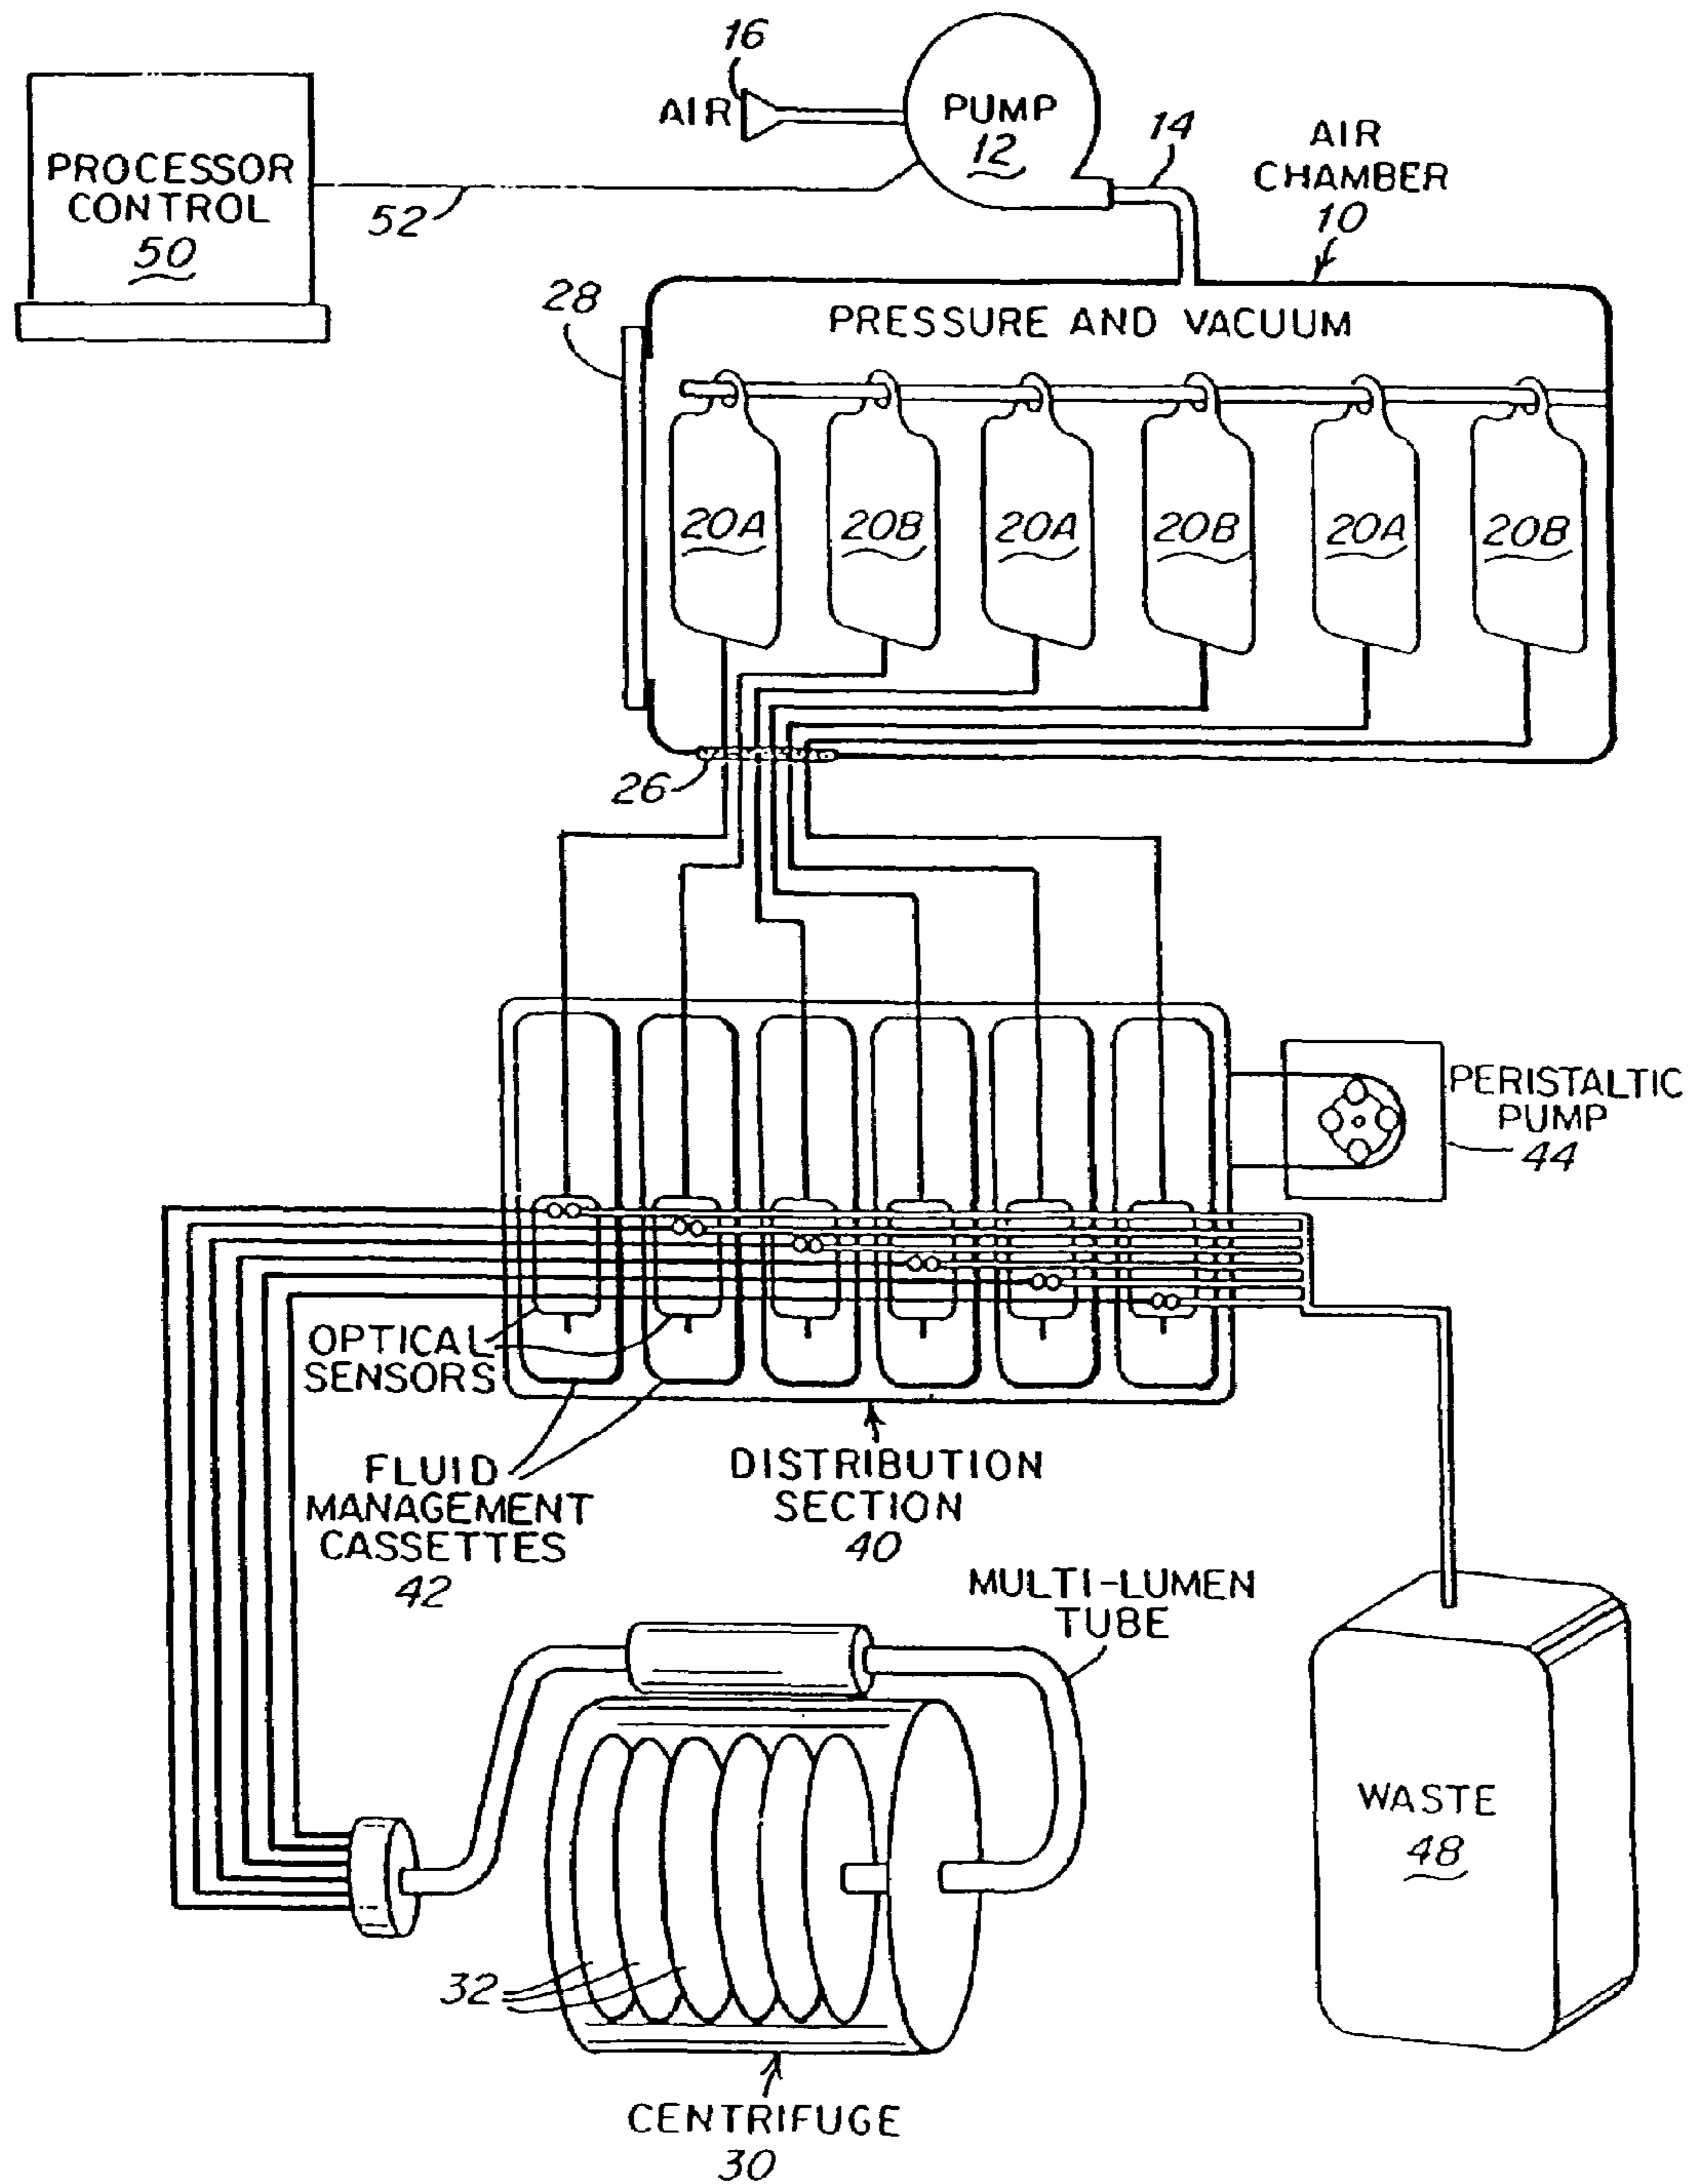 16
AIR
PUMP
12
14
AIR
CHAMBER
10
PROCESSOR
CONTROL
50
52
28
PRESSURE AND VACUUM
20A
20B
20A
20B
20A
20B
26
PERISTALTIC
PUMP
44
OPTICAL
SENSORS
FLUID
MANAGEMENT
CASSETTES
42
DISTRIBUTION
SECTION
40
MULTI-LUMEN
TUBE
WASTE
48
32
CENTRIFUGE
30